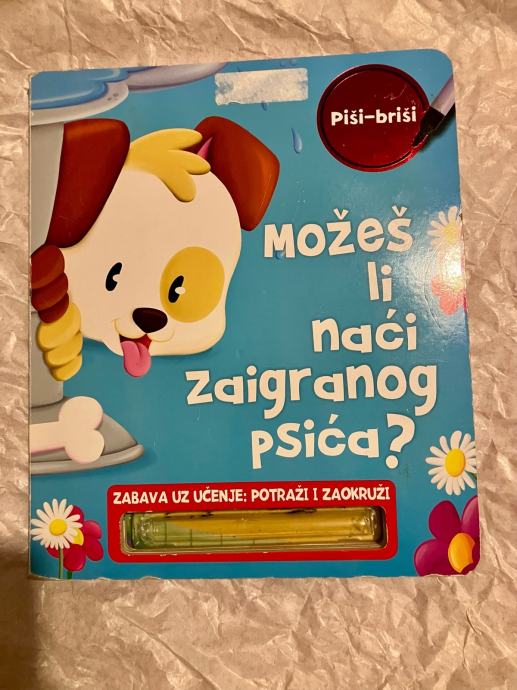 Piši-briši
Možeš
li
naći
zaigranog
psića?
ZABAVA UZ UČENJE: POTRAŽI I ZAOKRUŽI